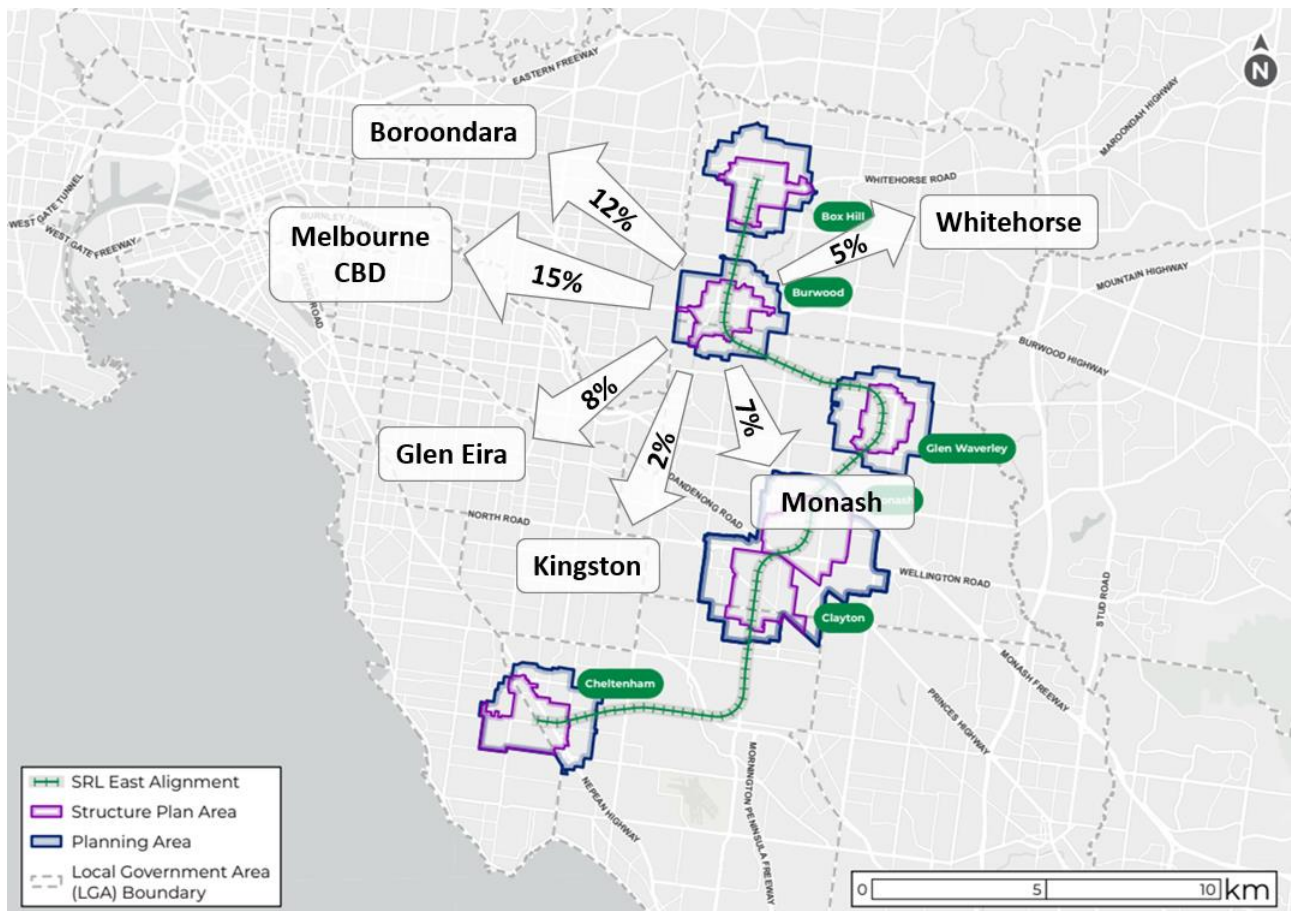 EASTERN FREEWAY
N
MAROONDAH HIGHWAY
Boroondara
12%
WHITEHORSE ROAD
WEST GATE TUNNEL
WEST GATE FREEWAY
BURNLEY TUNNEL
Melbourne
CBD
15%
ROAD
Box Hill
5%
Whitehorse
Burwood
MOUNTAIN HIGHWAY
BURWOOD HIGHWAY
8%
2%
7%
Glen Eira
Glen Waverley
DANDENONG ROAD
NORTH ROAD
Monash
Kingston
WELLINGTON ROAD
STUD ROAD
Clayton
MONASH FREEWAY
PRINCES HIGHWAY
Cheltenham
NEPEAN HIGHWAY
MORNINGTON PENINSULA FREEWAY
SRL East Alignment
Structure Plan Area
Planning Area
Local Government Area
(LGA) Boundary
0 5 10 km